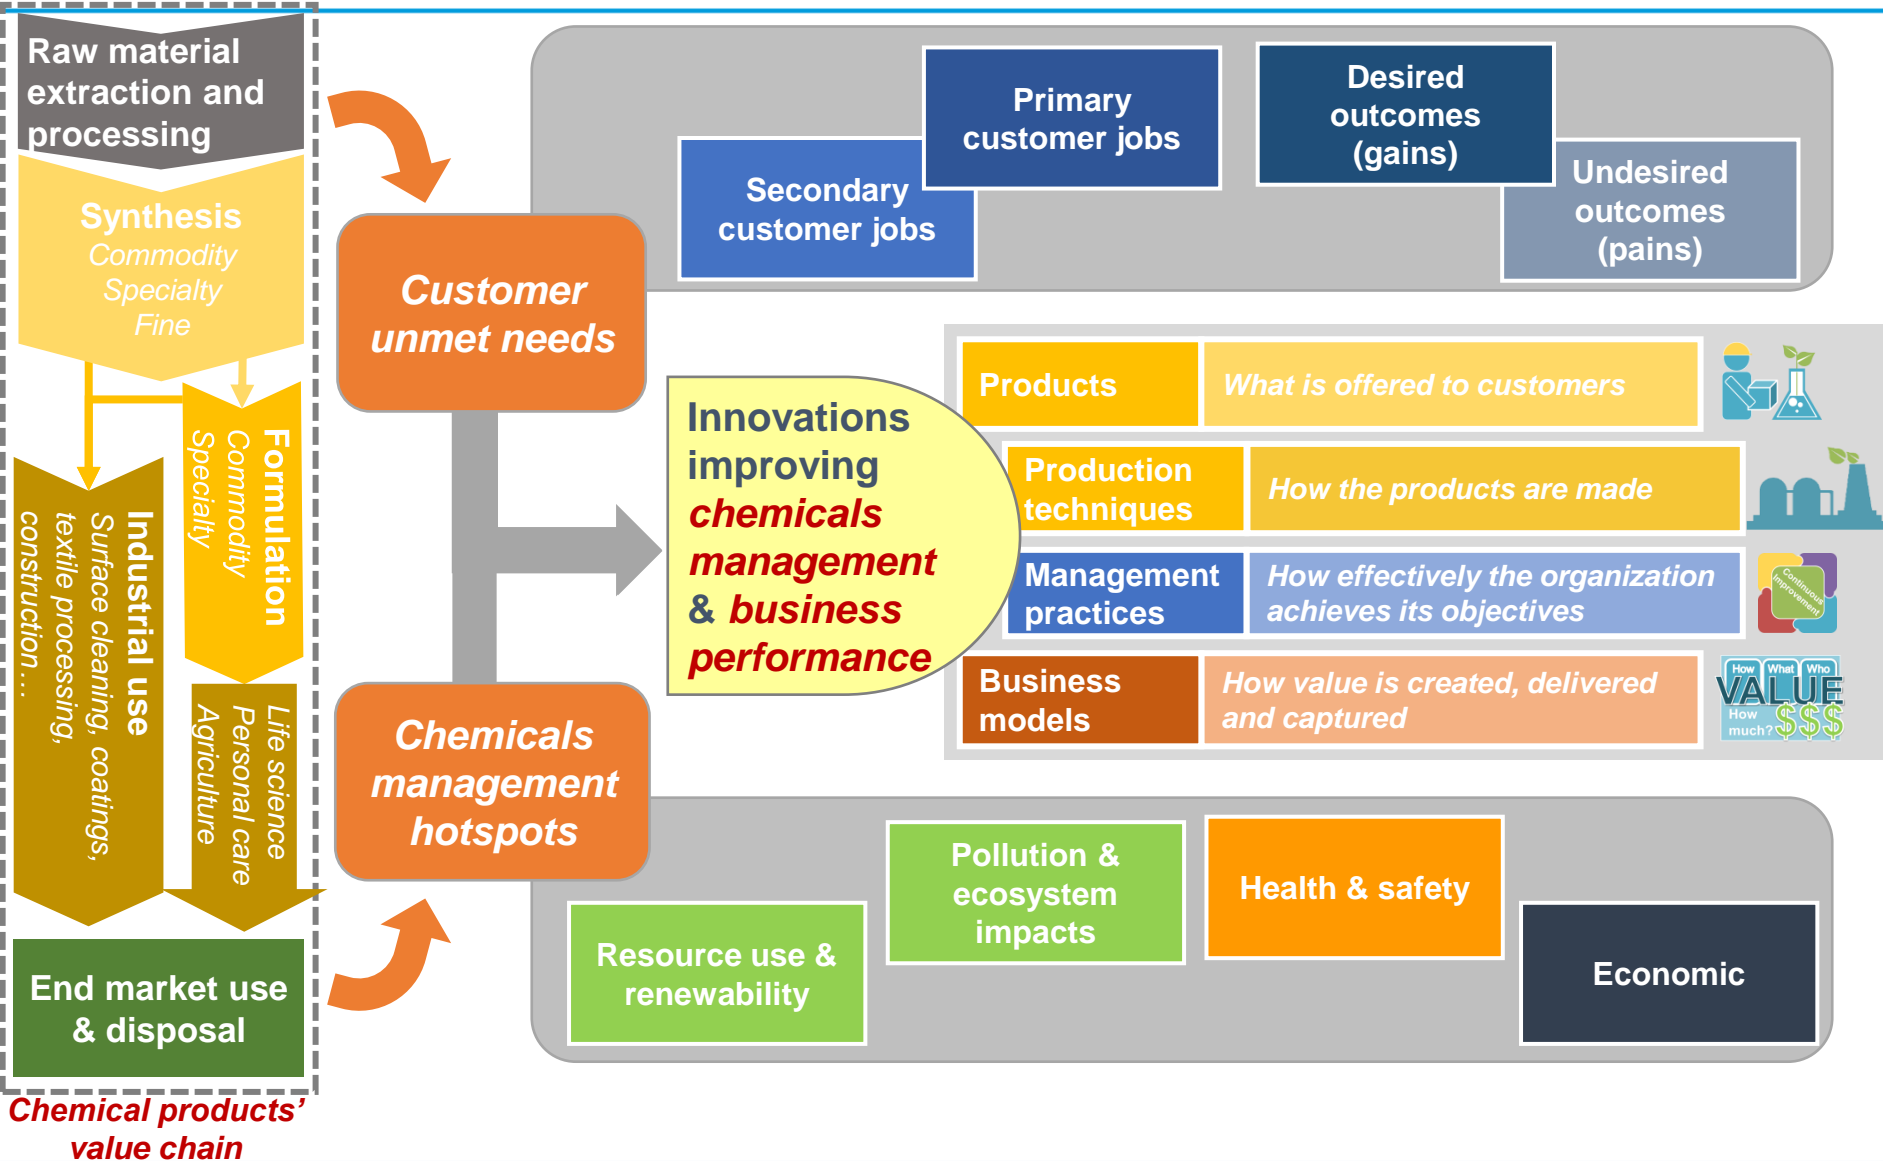 Raw material
extraction and
processing
Synthesis
Commodity
Specialty
Fine
Formulation
Commodity
Specialty
Industrial use
Surface cleaning, coatings,
textile processing,
construction…
Life science
Personal care
Agriculture
End market use
& disposal
Chemical products’
value chain
Customer
unmet needs
Chemicals
management
hotspots
Primary
customer jobs
Secondary
customer jobs
Desired
outcomes
(gains)
Undesired
outcomes
(pains)
Innovations
improving
chemicals
management
& business
performance
Products
What is offered to customers
Production
techniques
How the products are made
Management
practices
How effectively the organization
achieves its objectives
Continuous
Improvement
Business
models
How value is created, delivered
and captured
How What Who
VALUE
How
much? $$$
Resource use &
renewability
Pollution &
ecosystem
impacts
Health & safety
Economic